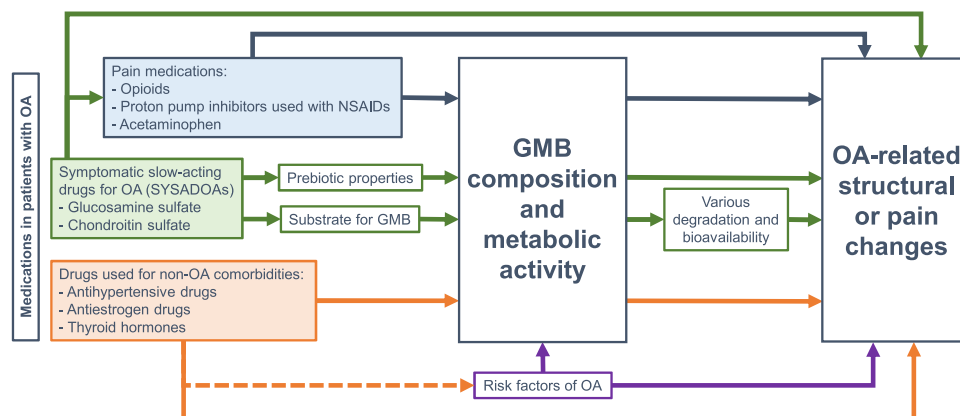 Medications in patients with OA
Pain medications:
- Opioids
- Proton pump inhibitors used with NSAIDs
- Acetaminophen
Symptomatic slow-acting
drugs for OA (SYSADOAs)
- Glucosamine sulfate
- Chondroitin sulfate
Prebiotic properties
Substrate for GMB
Drugs used for non-OA comorbidities:
- Antihypertensive drugs
- Antiestrogen drugs
- Thyroid hormones
GMB
composition
and
metabolic
activity
Various
degradation and
bioavailability
Risk factors of OA
OA-related
structural
or pain
changes